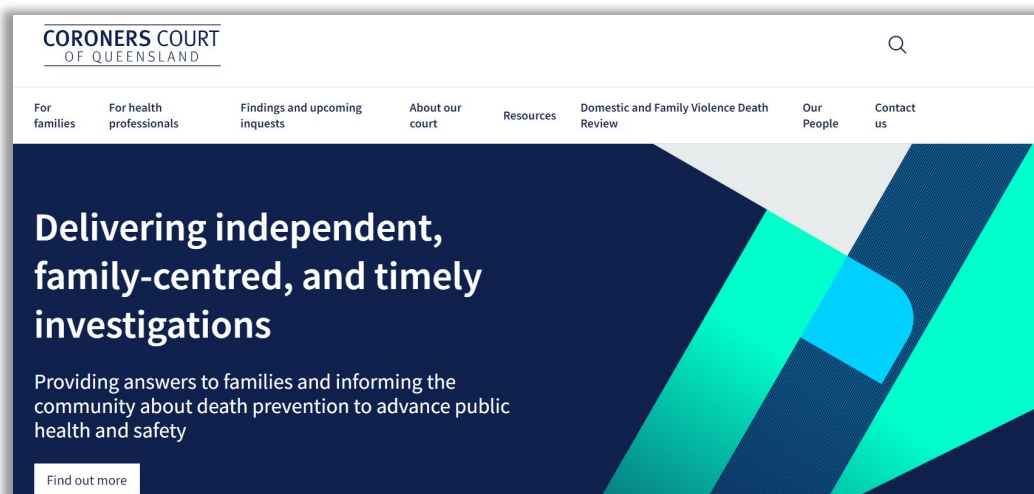 CORONERS COURT
OF QUEENSLAND
For families
For health professionals
Findings and upcoming inquests
About our court
Resources
Domestic and Family Violence Death Review
Our People
Contact us
Delivering independent,
family-centred, and timely
investigations
Providing answers to families and informing the
community about death prevention to advance public
health and safety
Find out more